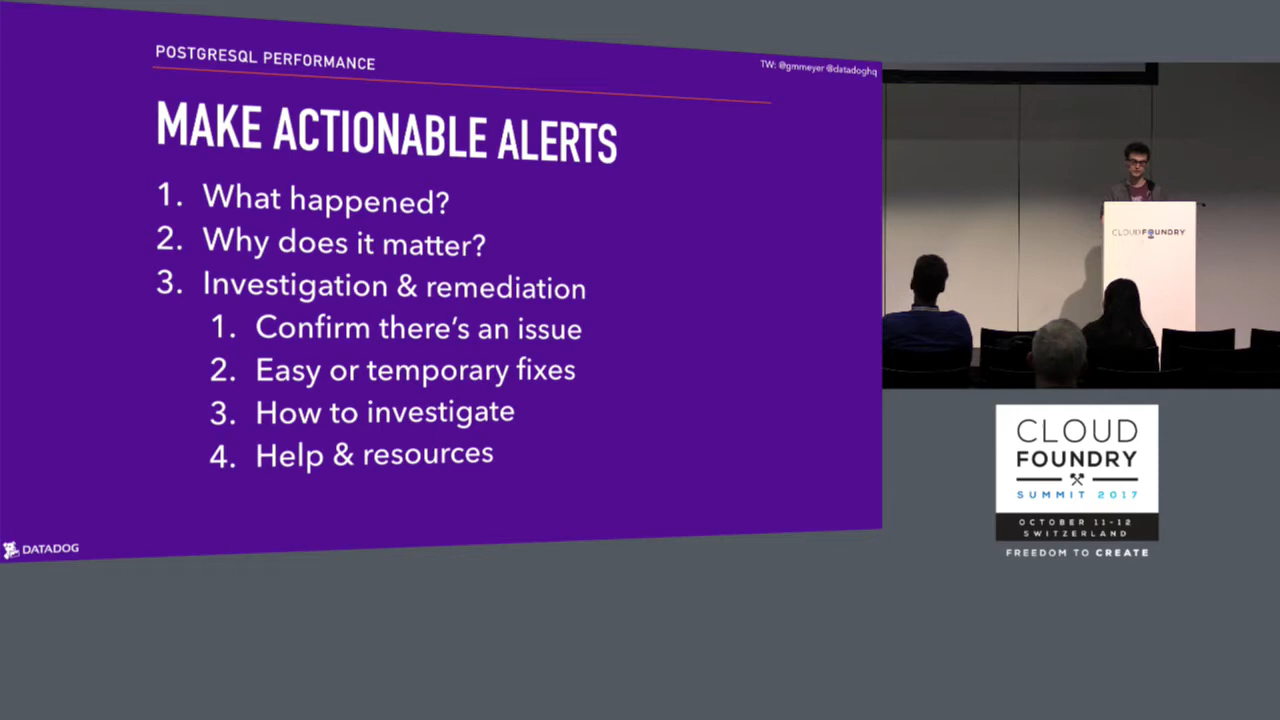 POSTGRESQL PERFORMANCE
TW: @gmmeyer @datadoghq
MAKE ACTIONABLE ALERTS
1. What happened?
2. Why does it matter?
3. Investigation & remediation
1. Confirm there's an issue
2. Easy or temporary fixes
3. How to investigate
4. Help & resources
DATADOG
CLOUDFOUNDRY
CLOUD
FOUNDRY
SUMMIT 2017
OCTOBER 11-12
SWITZERLAND
FREEDOM TO CREATE